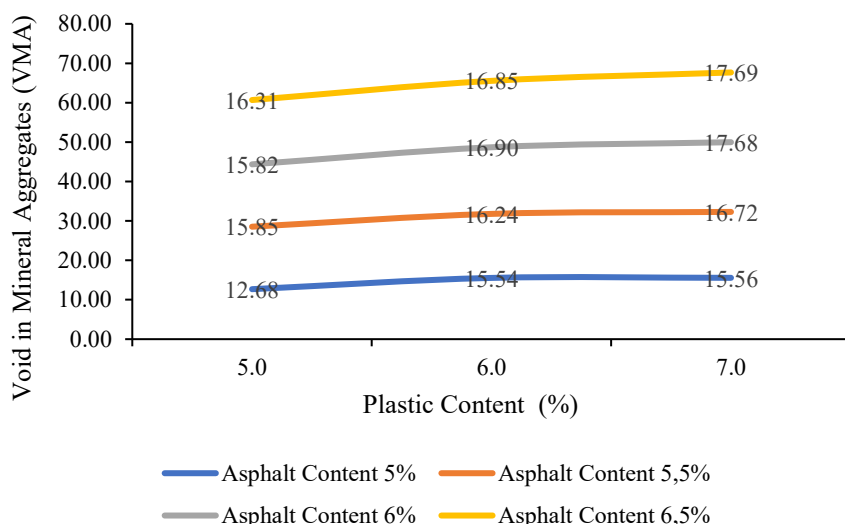 80.00
70.00
60.00
50.00
40.00
30.00
20.00
10.00
0.00
Void in Mineral Aggregates (VMA)
16.31 16.85 17.69
15.82 16.90 17.68
15.85 16.24 16.72
12.68 15.54 15.56
5.0 6.0 7.0
Plastic Content (%)
Asphalt Content 5% Asphalt Content 5,5%
Asphalt Content 6% Asphalt Content 6,5%